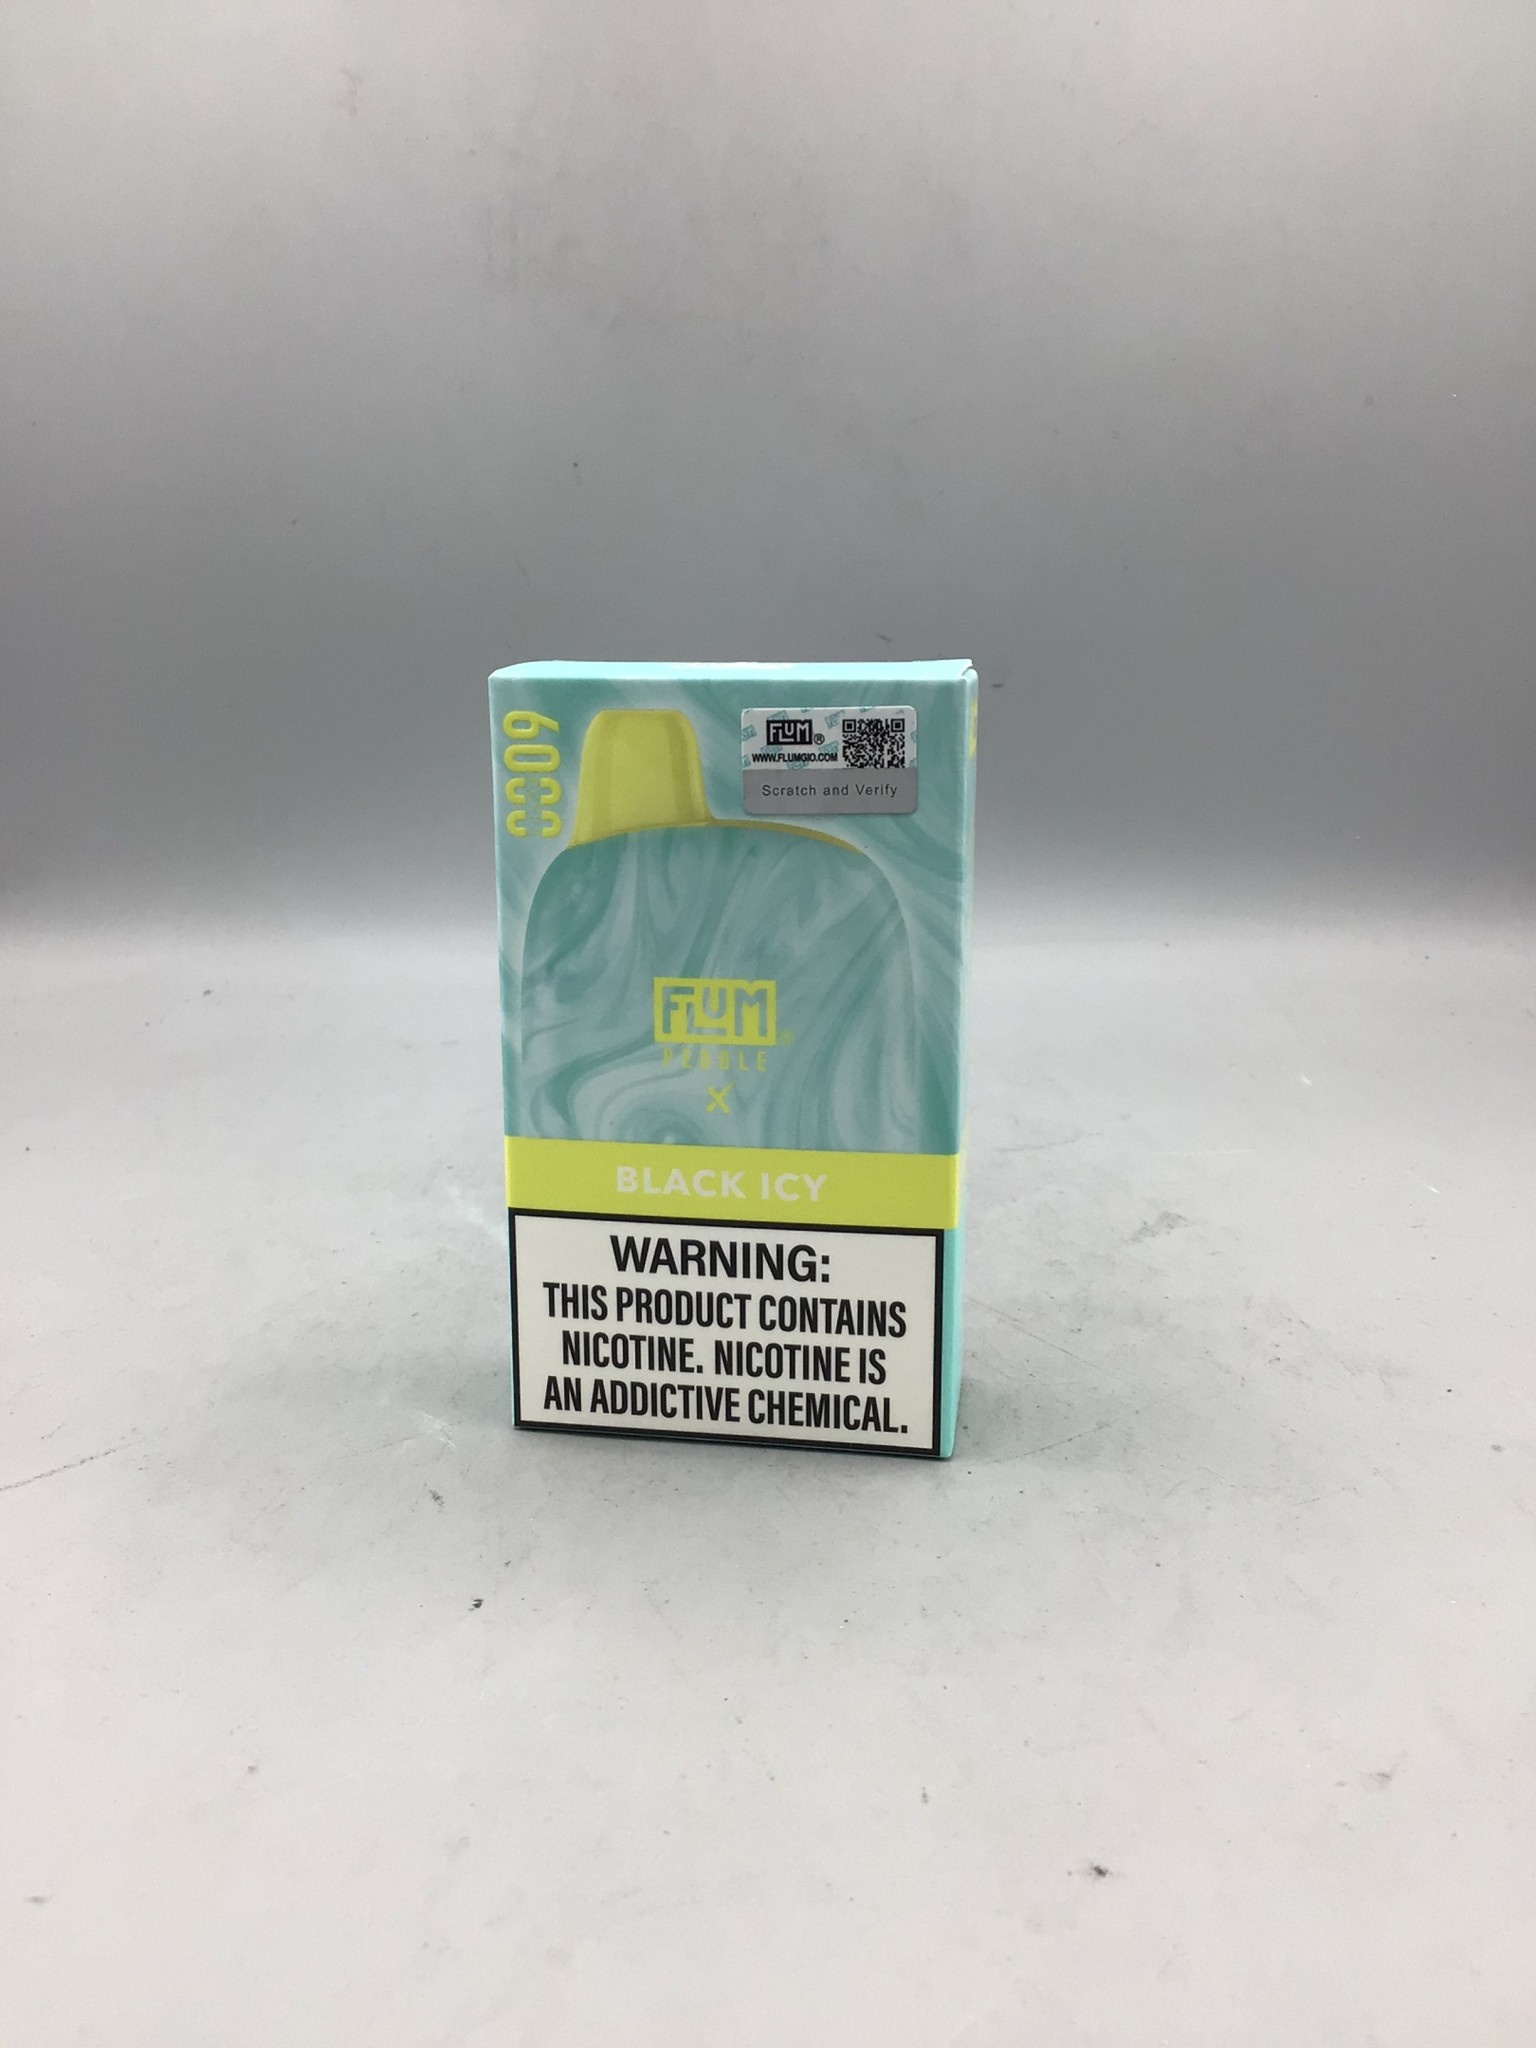 6000
FLUM®
WWW.FLUMGIO.COM
Scratch and Verify
FLUM®
PEBBLE
X
BLACK ICY
WARNING:
THIS PRODUCT CONTAINS
NICOTINE. NICOTINE IS
AN ADDICTIVE CHEMICAL.